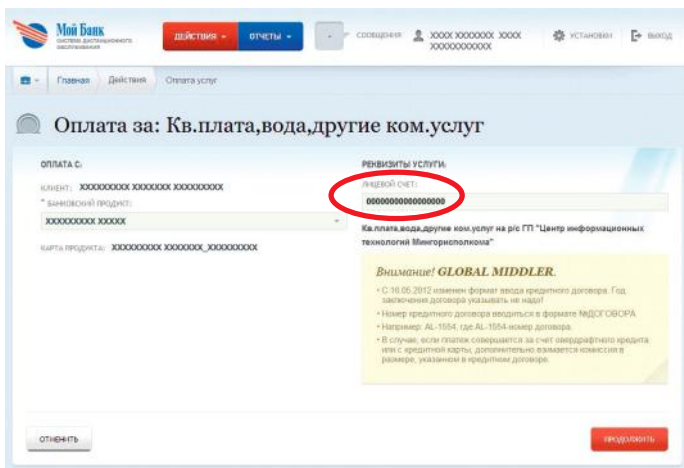 Мой Банк
СИСТЕМА ДИСТАНЦИОННОГО
ОБСЛУЖИВАНИЯ
ДЕЙСТВИЯ
ОТЧЕТЫ
СООБЩЕНИЯ
XXXX XXXXXXX XXXX
XXXXXXXXXXXX
УСТАНОВКИ
ВЫХОД
Главная
Действия
Оплата услуг
Оплата за: Кв.плата,вода,другие ком.услуг
ОПЛАТА С:
КЛИЕНТ: XXXXXXXXX XXXXXXX XXXXXXXXX
* БАНКОВСКИЙ ПРОДУКТ:
XXXXXXXXX XXXXX
КАРТА ПРОДУКТА: XXXXXXXXX XXXXXXX_XXXXXXXXX
РЕКВИЗИТЫ УСЛУГИ:
ЛИЦЕВОЙ СЧЕТ:
0000000000000000
Кв.плата,вода,другие ком.услуг на р/с ГП "Центр информационных
технологий Мингорисполкома"
Внимание! GLOBAL MIDDLER.
• С 16.05.2012 изменен формат ввода кредитного договора. Год
заключения договора указывать не надо!
• Номер кредитного договора вводиться в формате №ДОГОВОРА
• Например: AL-1554, где AL-1554-номер договора.
• В случае, если платеж совершается за счет овердрафтного кредита
или с кредитной карты, дополнительно взимается комиссия в
размере, указанном в кредитном договоре.
ОТМЕНИТЬ
ПРОДОЛЖИТЬ